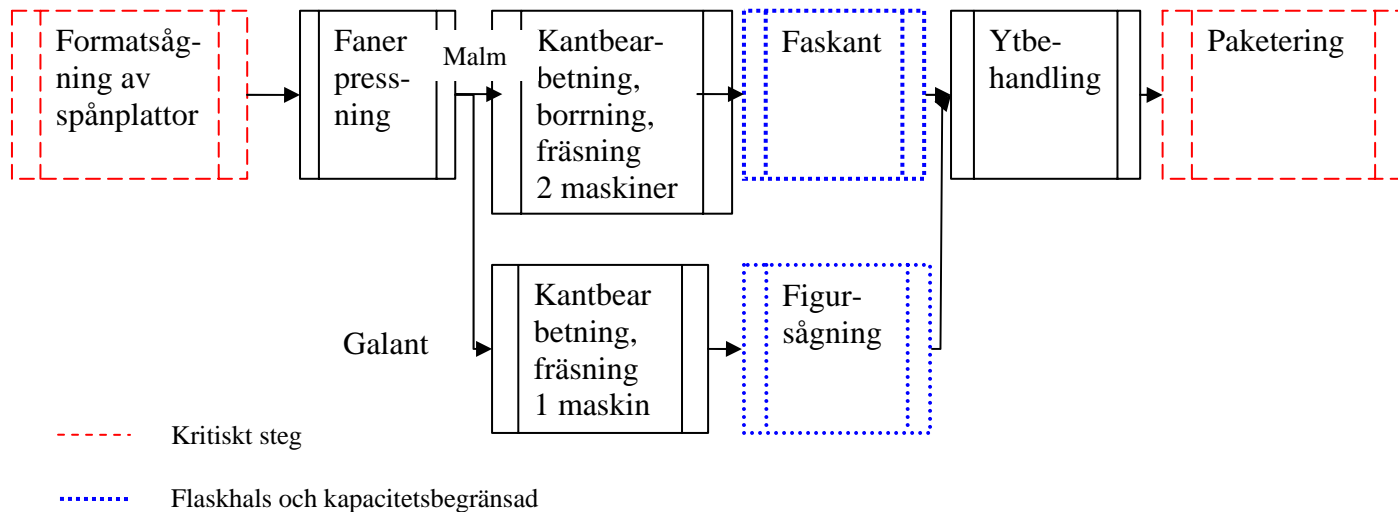 Formatsåg-
ning av
spånplattor
Faner
press-
ning
Malm
Kantbear-
betning,
borrning,
fräsning
2 maskiner
Faskant
Ytbe-
handling
Paketering
Galant
Kantbear
betning,
fräsning
1 maskin
Figur-
sågning
Kritiskt steg
Flaskhals och kapacitetsbegränsad